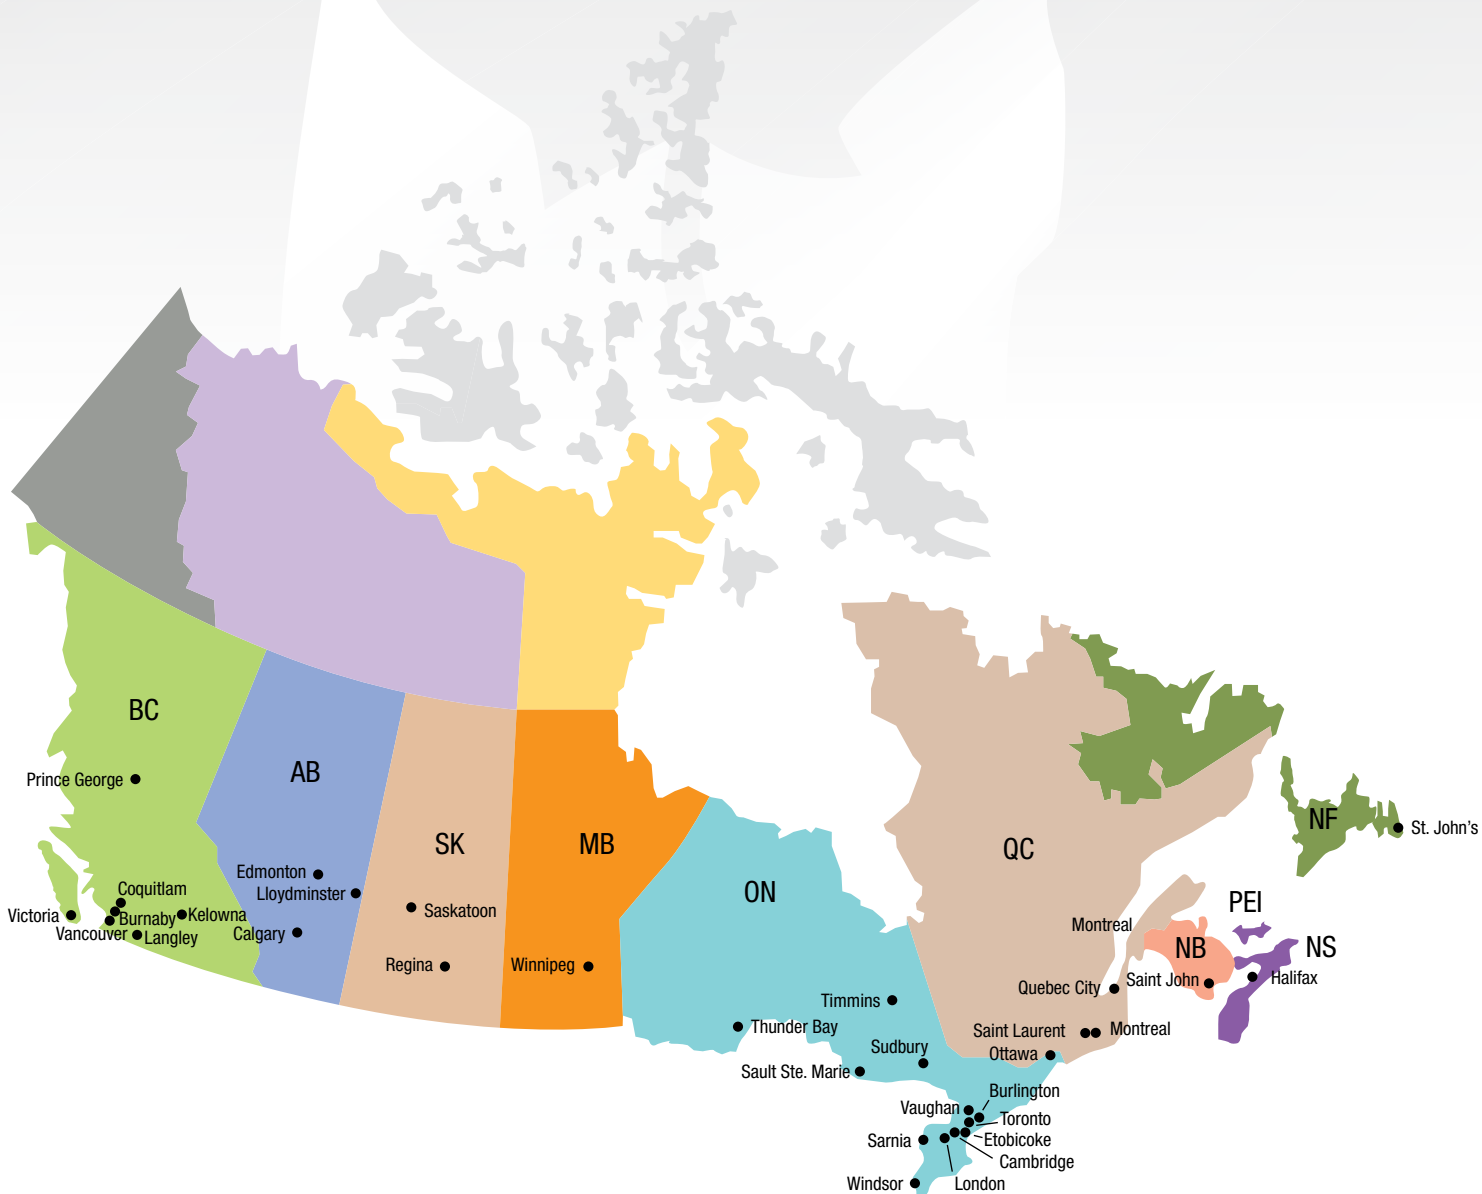 BC
Prince George
AB
SK
MB
ON
QC
NF
St. John's
Edmonton
Lloydminster
Coquitlam
Victoria
Burnaby
Kelowna
Vancouver
Langley
Calgary
Saskatoon
Regina
Winnipeg
PEI
Montreal
NB
NS
Saint John
Halifax
Quebec City
Timmins
Thunder Bay
Saint Laurent
Montreal
Sudbury
Ottawa
Sault Ste. Marie
Burlington
Vaughan
Toronto
Sarnia
Etobicoke
Cambridge
Windsor
London